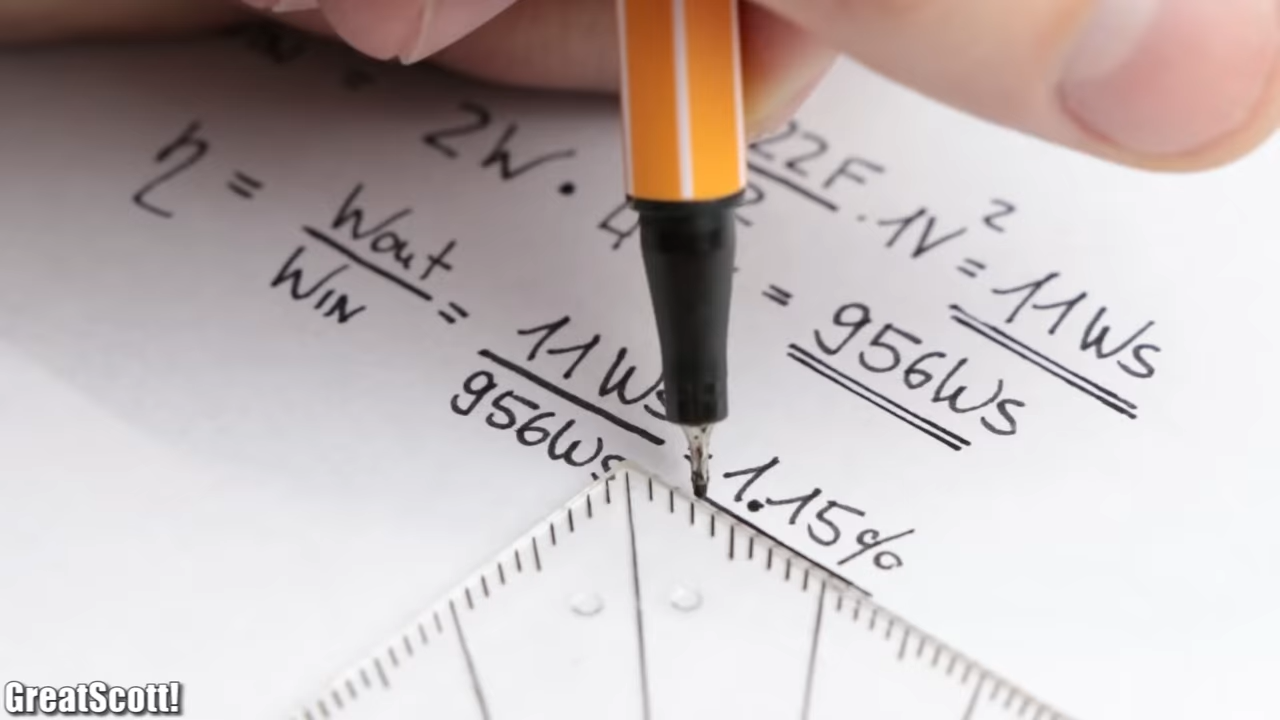 22F · 1V² = 11Ws
2W · = 956Ws
η = Wout / WIN = 11Ws / 956Ws 1.15%
GreatScott!